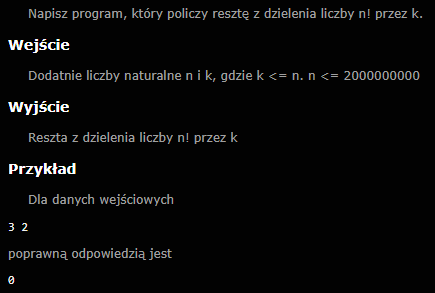 Napisz program, który policzy resztę z dzielenia liczby n! przez k.
Wejście
Dodatnie liczby naturalne n i k, gdzie k <= n. n <= 2000000000
Wyjście
Reszta z dzielenia liczby n! przez k
Przykład
Dla danych wejściowych
3 2
poprawną odpowiedzią jest
0